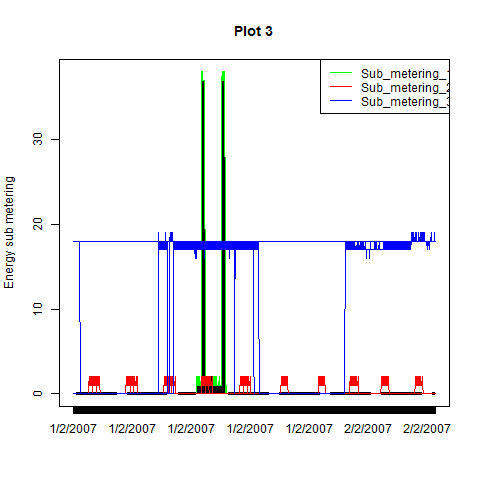 Plot 3
Sub_metering_1
Sub_metering_2
Sub_metering_3
Energy sub metering
30
20
10
0
1/2/2007 1/2/2007 1/2/2007 1/2/2007 1/2/2007 2/2/2007 2/2/2007